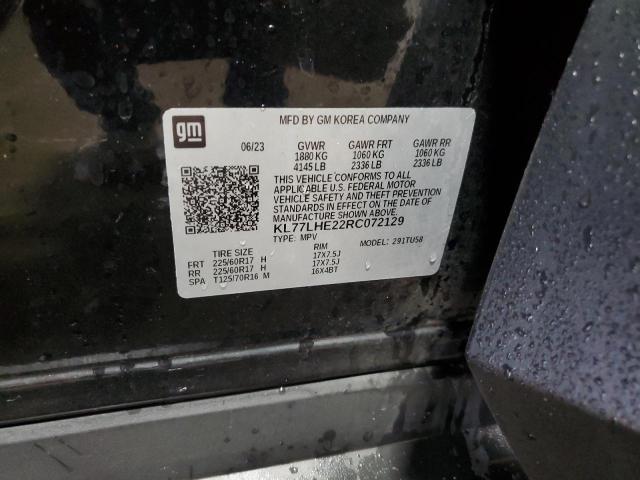 gm
MFD BY GM KOREA COMPANY
06/23 GVWR GAWR FRT GAWR RR
1880 KG 1060 KG 1060 KG
4145 LB 2336 LB 2336 LB
THIS VEHICLE CONFORMS TO ALL
APPLICABLE U.S. FEDERAL MOTOR
VEHICLE SAFETY AND THEFT PREVENTION
STANDARDS IN EFFECT ON THE DATE OF
MANUFACTURE SHOWN ABOVE.
KL77LHE22RC072129
TYPE: MPV MODEL: 291TU58
TIRE SIZE RIM
FRT 225/60R17 H 17X7.5J
RR 225/60R17 H 17X7.5J
SPA T125/70R16 M 16X4BT